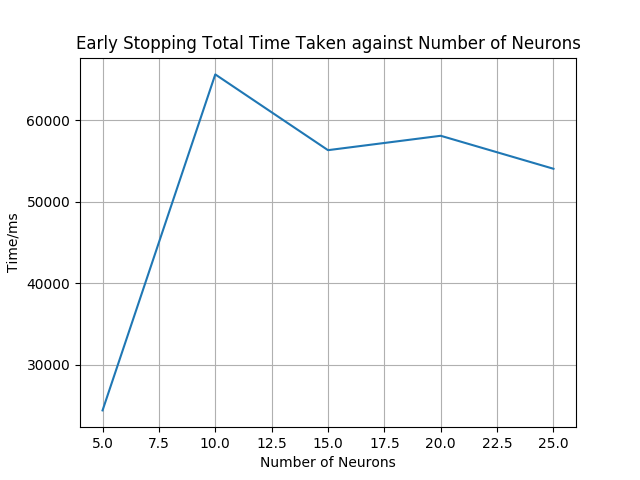 Early Stopping Total Time Taken against Number of Neurons
60000
50000
40000
30000
Time/ms
5.0 7.5 10.0 12.5 15.0 17.5 20.0 22.5 25.0
Number of Neurons